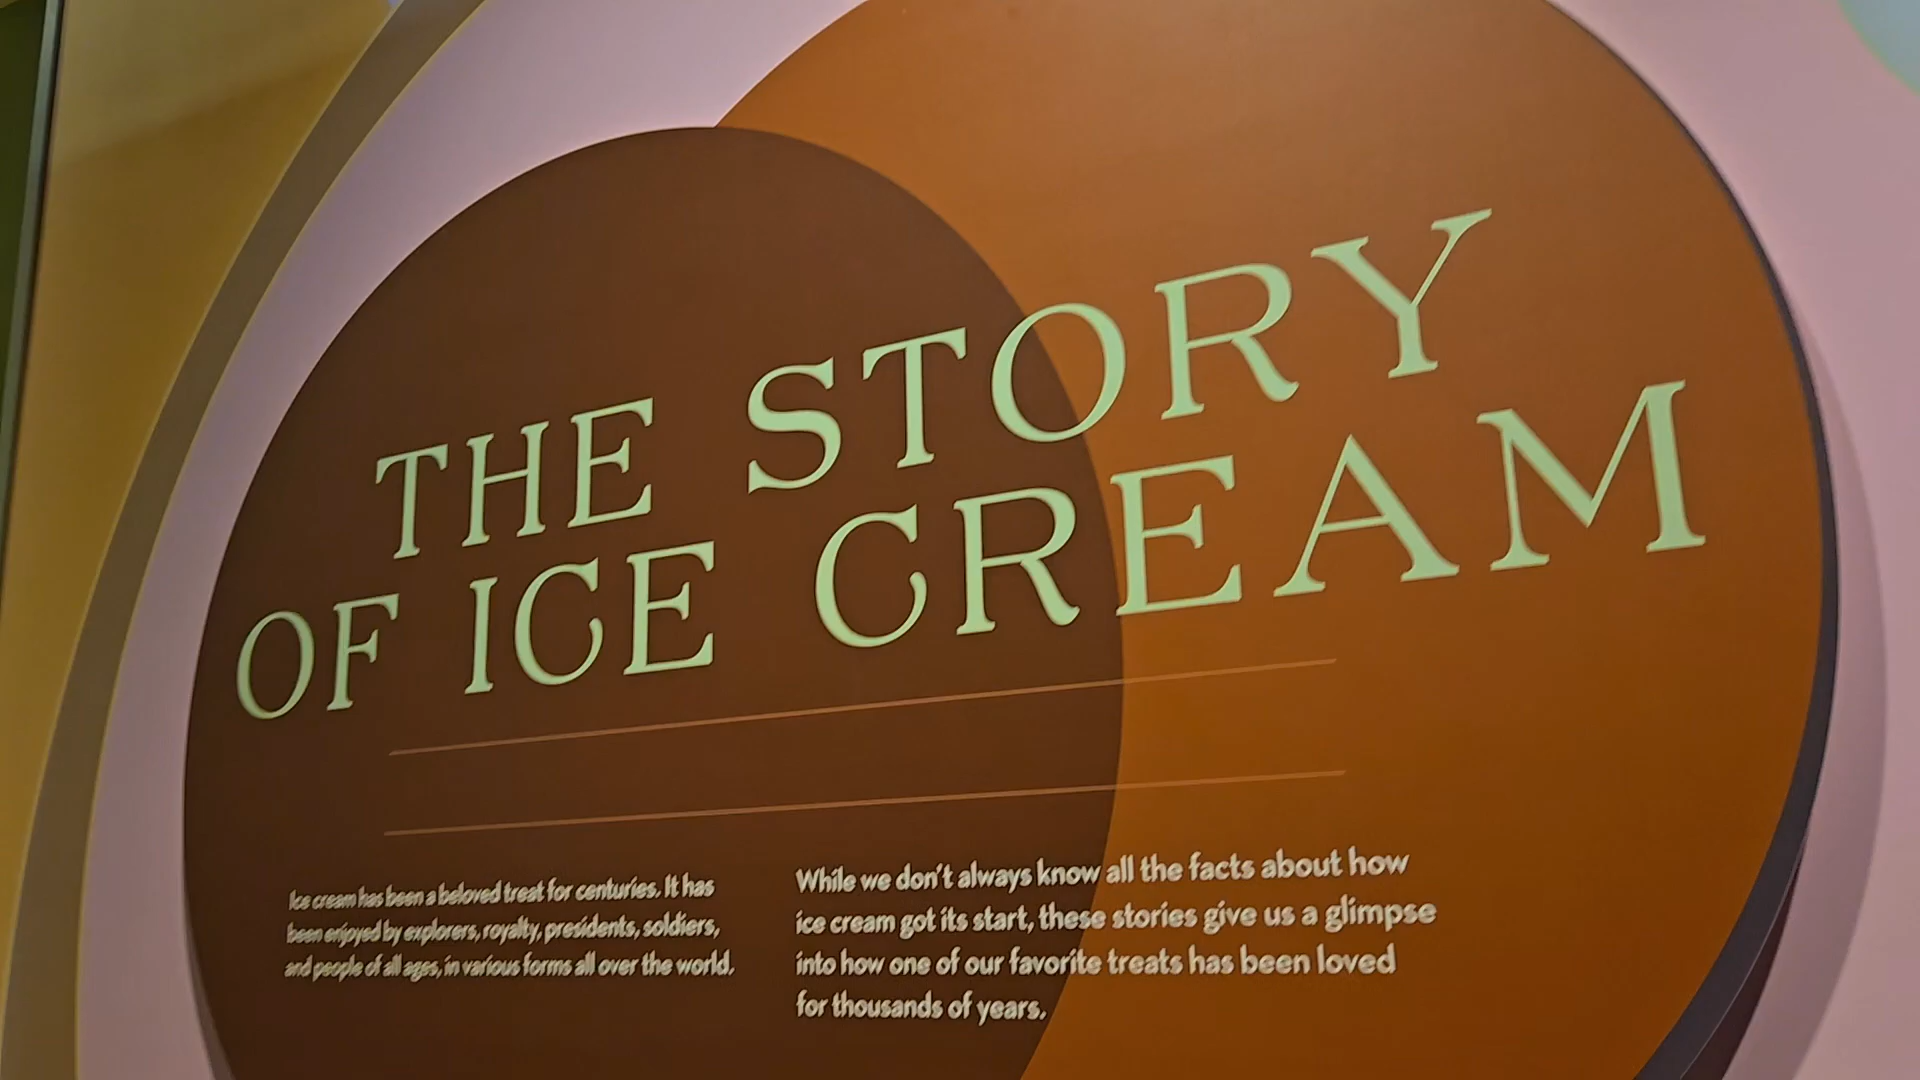 THE STORY
OF ICE CREAM
Ice cream has been a beloved treat for centuries. It has
been enjoyed by explorers, royalty, presidents, soldiers,
and people of all ages, in various forms all over the world.
While we don't always know all the facts about how
ice cream got its start, these stories give us a glimpse
into how one of our favorite treats has been loved
for thousands of years.